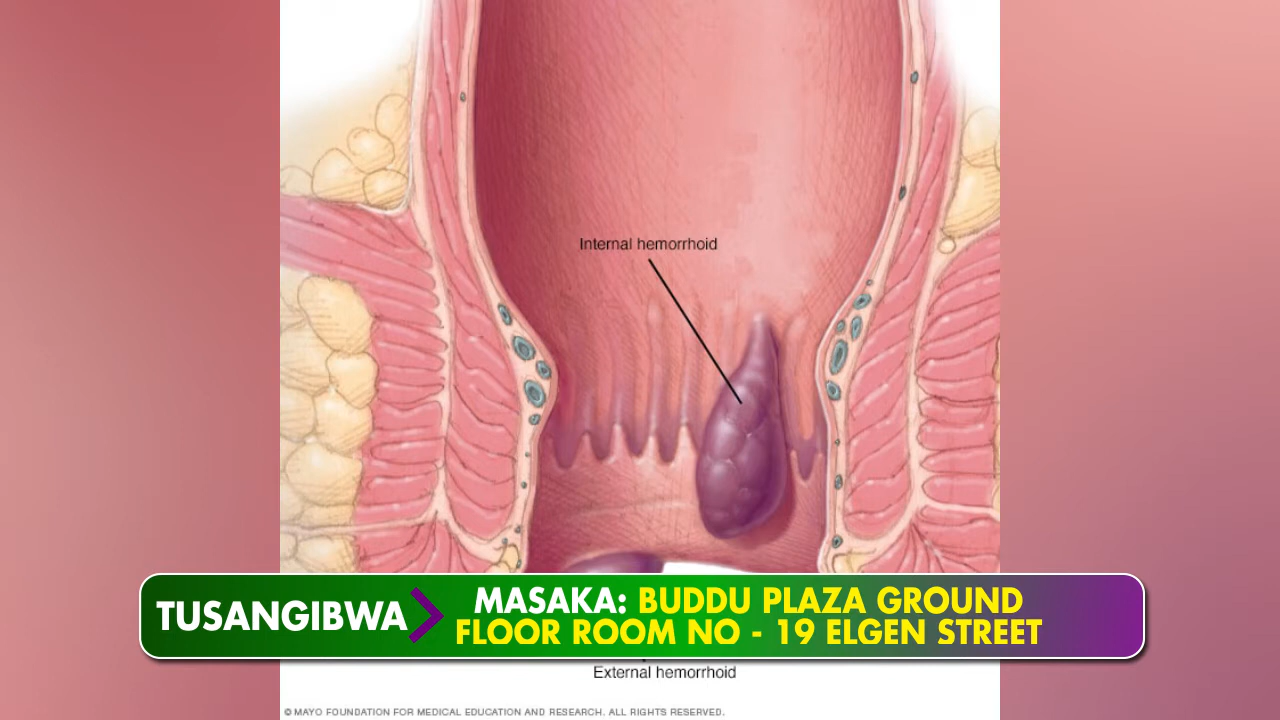 Internal hemorrhoid
TUSANGIBWA
MASAKA: BUDDU PLAZA GROUND
FLOOR ROOM NO - 19 ELGEN STREET
External hemorrhoid
© MAYO FOUNDATION FOR MEDICAL EDUCATION AND RESEARCH. ALL RIGHTS RESERVED.